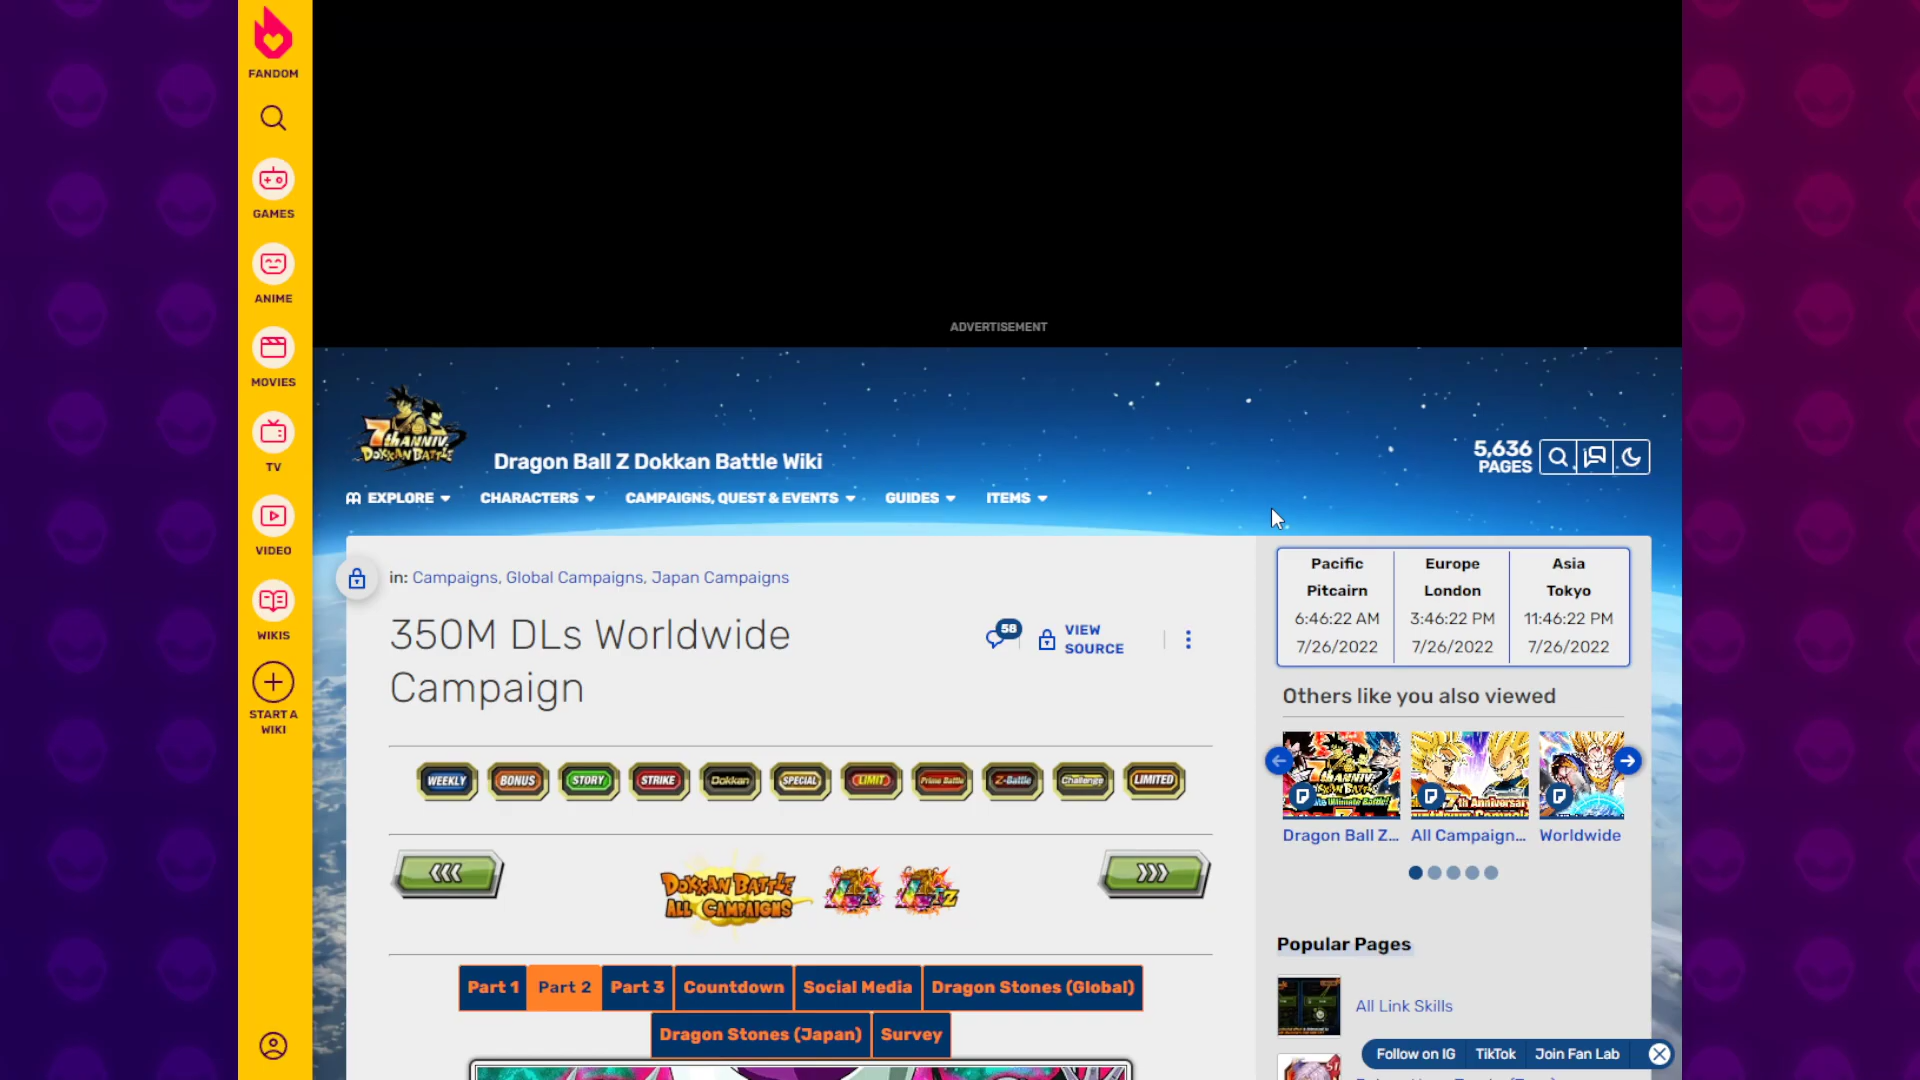 FANDOM
GAMES
ANIME
MOVIES
TV
VIDEO
WIKIS
START A
WIKI
ADVERTISEMENT
7th ANNIV.
DOKKAN BATTLE
Dragon Ball Z Dokkan Battle Wiki
5,636
PAGES
EXPLORE
CHARACTERS
CAMPAIGNS, QUEST & EVENTS
GUIDES
ITEMS
in: Campaigns, Global Campaigns, Japan Campaigns
350M DLs Worldwide
Campaign
58
VIEW
SOURCE
WEEKLY
BONUS
STORY
STRIKE
Dokkan
SPECIAL
LIMIT
Prime Battle
Z-Battle
Challenge
LIMITED
DOKKAN BATTLE
ALL CAMPAIGNS
Part 1
Part 2
Part 3
Countdown
Social Media
Dragon Stones (Global)
Dragon Stones (Japan)
Survey
Pacific
Pitcairn
6:46:22 AM
7/26/2022
Europe
London
3:46:22 PM
7/26/2022
Asia
Tokyo
11:46:22 PM
7/26/2022
Others like you also viewed
Dragon Ball Z...
All Campaign...
Worldwide
Popular Pages
All Link Skills
Follow on IG
TikTok
Join Fan Lab